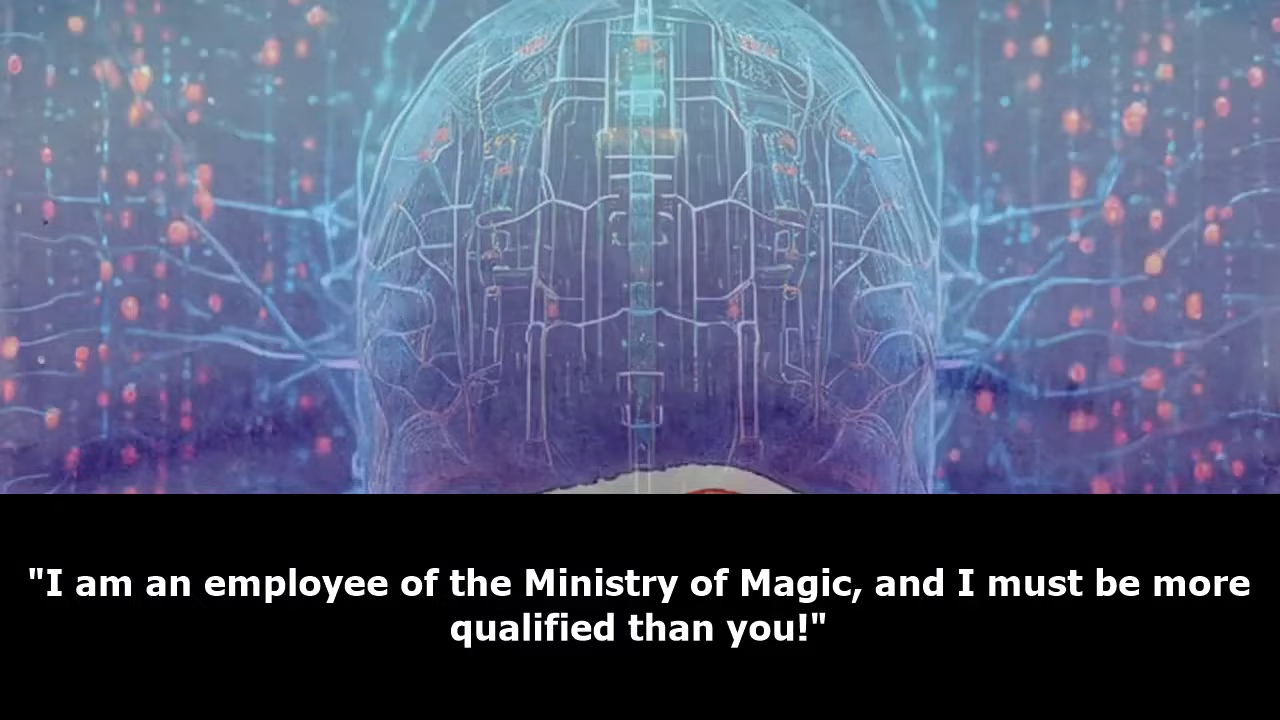 "I am an employee of the Ministry of Magic, and I must be more
qualified than you!"